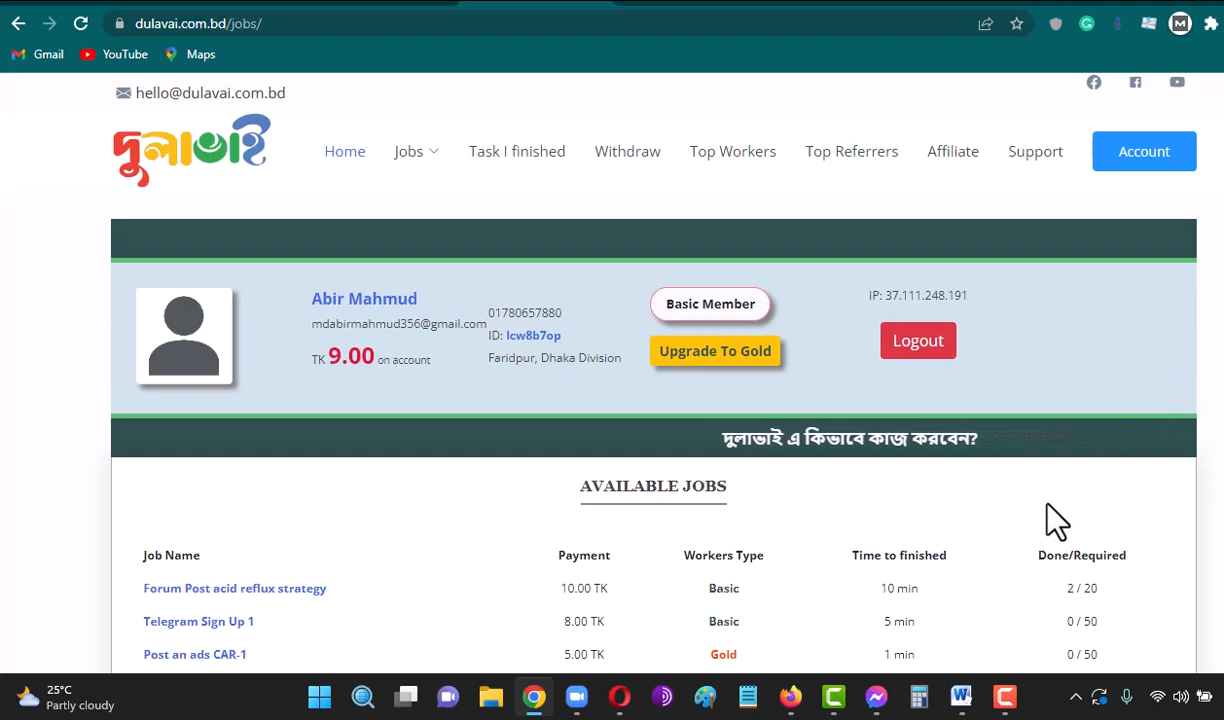 dulavai.com.bd/jobs/
Gmail YouTube Maps
hello@dulavai.com.bd
দুলাভাই
Home Jobs Task I finished Withdraw Top Workers Top Referrers Affiliate Support Account
Abir Mahmud
mdabirmahmud356@gmail.com
TK 9.00 on account
01780657880
ID: lcw8b7op
Faridpur, Dhaka Division
Basic Member
Upgrade To Gold
IP: 37.111.248.191
Logout
দুলাভাই এ কিভাবে কাজ করবেন?
AVAILABLE JOBS
Job Name Payment Workers Type Time to finished Done/Required
Forum Post acid reflux strategy 10.00 TK Basic 10 min 2 / 20
Telegram Sign Up 1 8.00 TK Basic 5 min 0 / 50
Post an ads CAR-1 5.00 TK Gold 1 min 0 / 50
25°C
Partly cloudy